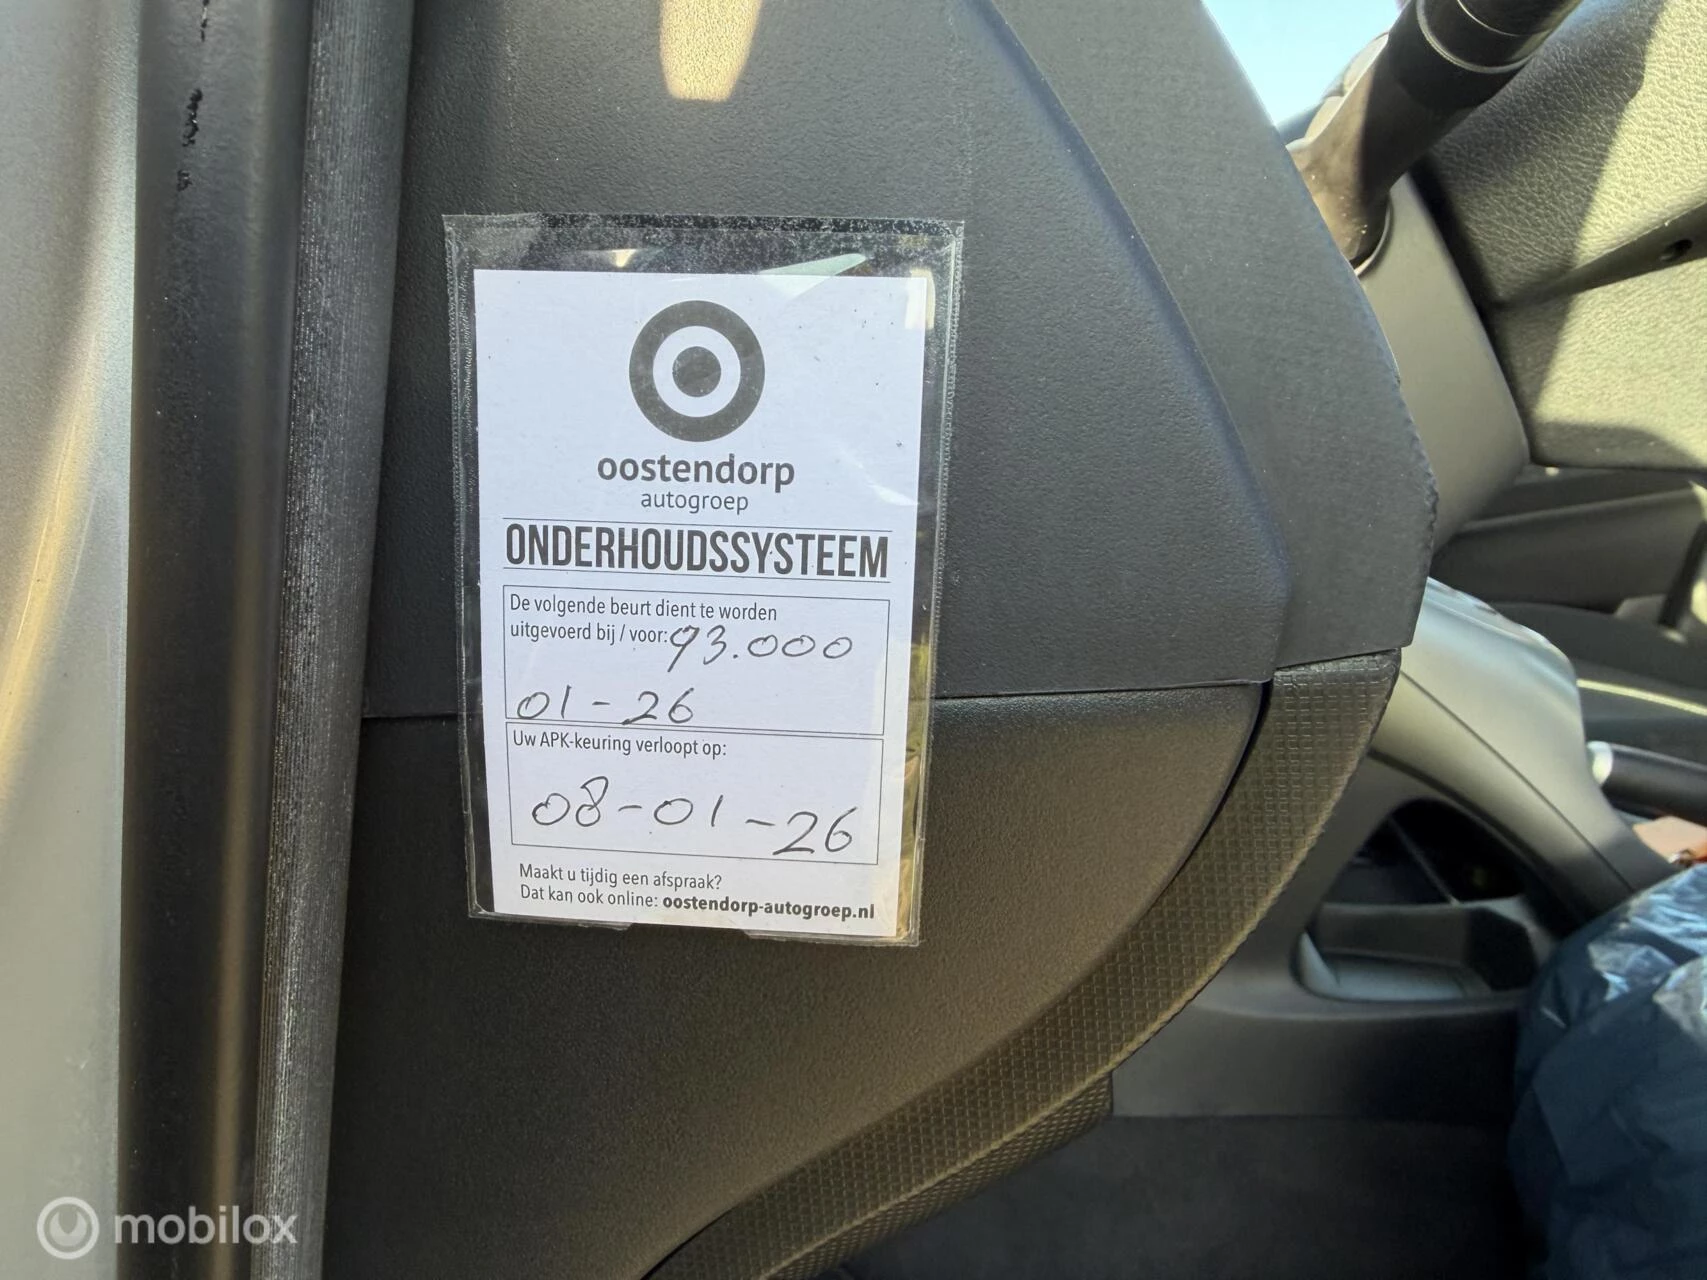 oostendorp
autogroep
ONDERHOUDSSYSTEEM
De volgende beurt dient te worden
uitgevoerd bij / voor: 93.000
01-26
Uw APK-keuring verloopt op:
08-01-26
Maakt u tijdig een afspraak?
Dat kan ook online: oostendorp-autogroep.nl
mobilox